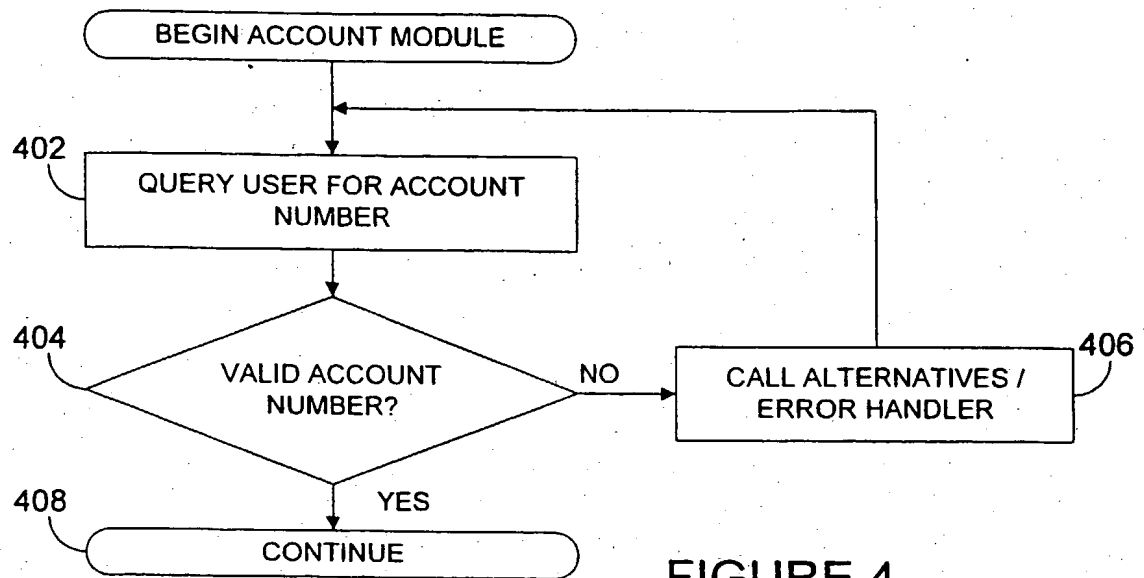 BEGIN ACCOUNT MODULE
402
QUERY USER FOR ACCOUNT
NUMBER
404
VALID ACCOUNT
NUMBER?
NO
406
CALL ALTERNATIVES /
ERROR HANDLER
YES
408
CONTINUE
FIGURE 4